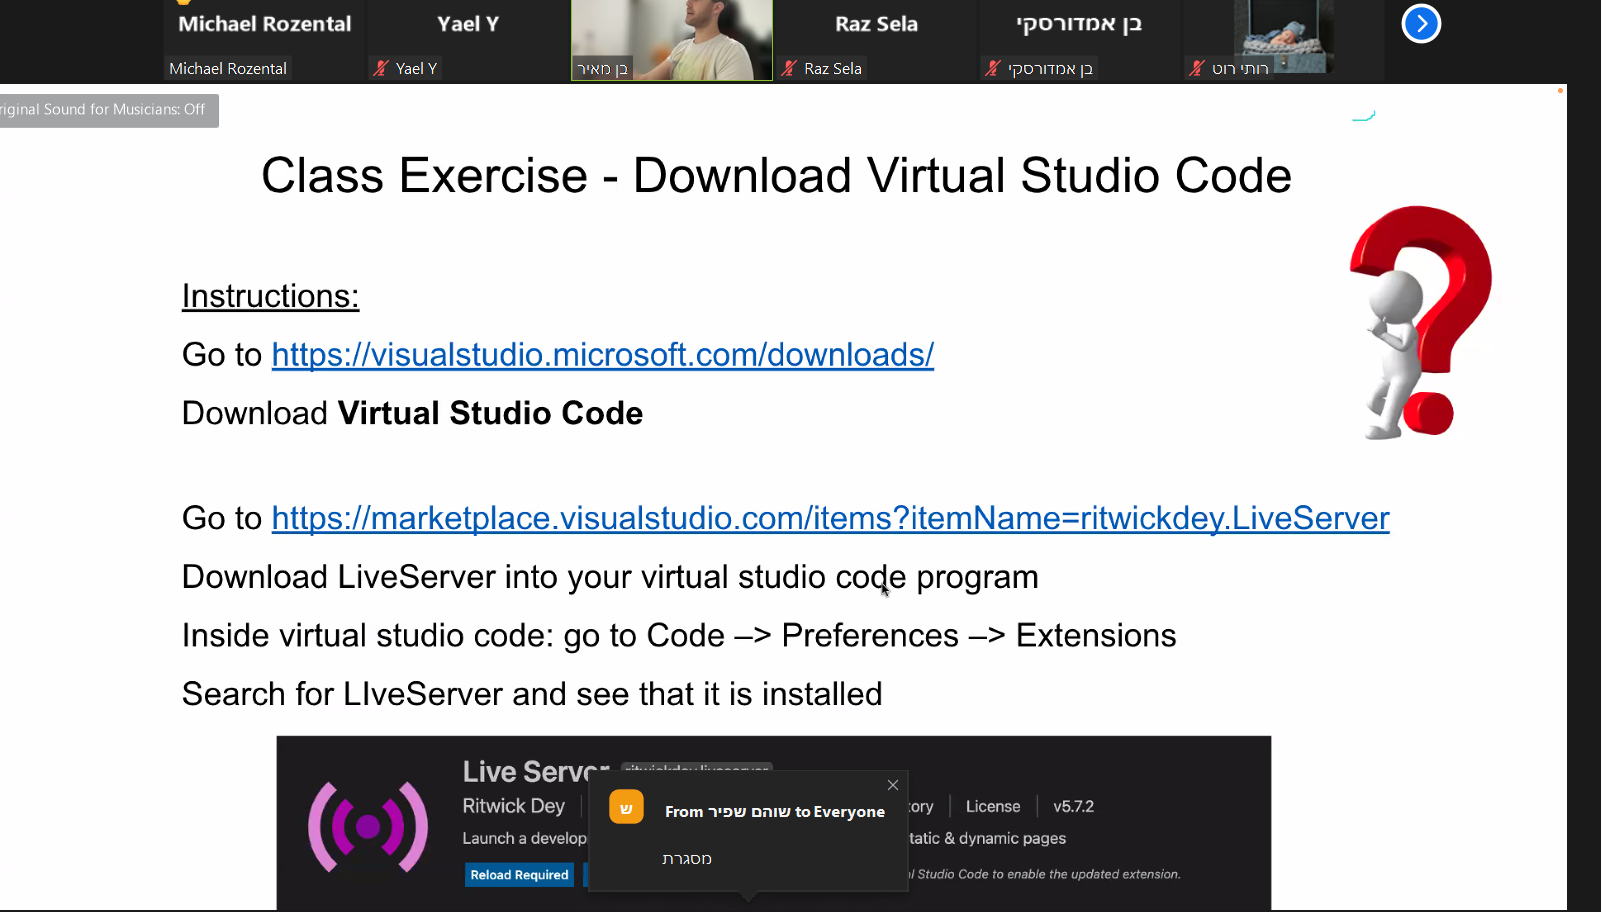 Michael Rozental
Yael Y
Raz Sela
בן אמדורסקי
Michael Rozental
Yael Y
בן מאיר
Raz Sela
בן אמדורסקי
רותי רוט
riginal Sound for Musicians: Off
Class Exercise - Download Virtual Studio Code
Instructions:
Go to https://visualstudio.microsoft.com/downloads/
Download Virtual Studio Code
Go to https://marketplace.visualstudio.com/items?itemName=ritwickdey.LiveServer
Download LiveServer into your virtual studio code program
Inside virtual studio code: go to Code –> Preferences –> Extensions
Search for LIveServer and see that it is installed
Live Server
Ritwick Dey
tory License v5.7.2
Launch a develop
tatic & dynamic pages
Reload Required
l Studio Code to enable the updated extension.
ש
From שוהם שפיר to Everyone
מסגרת